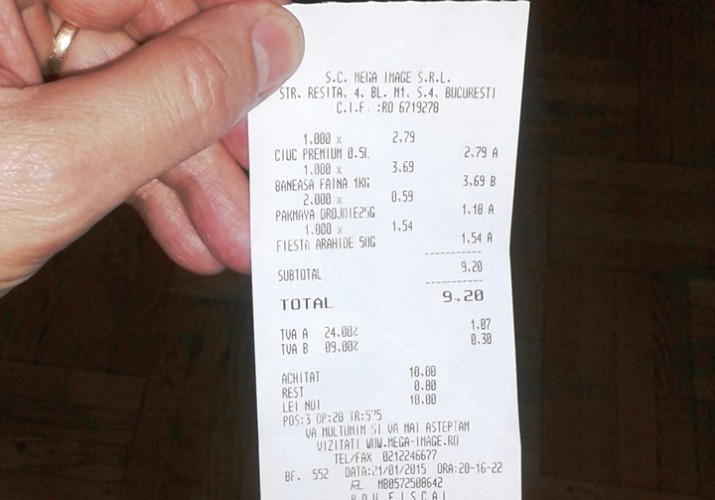 S.C. MEGA IMAGE S.R.L.
STR. RESITA, 4, BL. M1, S.4, BUCURESTI
C.I.F. :RO 6719278
1.000 x 2.79
CIUC PREMIUM 0.5L 2.79 A
1.000 x 3.69
BANEASA FAINA 1KG 3.69 B
2.000 x 0.59
PAKMAYA DROJDIE25G 1.18 A
1.000 x 1.54
FIESTA ARAHIDE 50G 1.54 A
SUBTOTAL 9.20
TOTAL 9.20
TVA A 24.00% 1.07
TVA B 09.00% 0.30
ACHITAT 10.00
REST 0.80
LEI NOI 10.00
POS:3 OP:28 TR:575
VA MULTUMIM SI VA MAI ASTEPTAM
VIZITATI WWW.MEGA-IMAGE.RO
TEL/FAX 0212246677
BF. 552 DATA:21/01/2015 ORA:20-16-22
MB0572508642
BON FISCAL